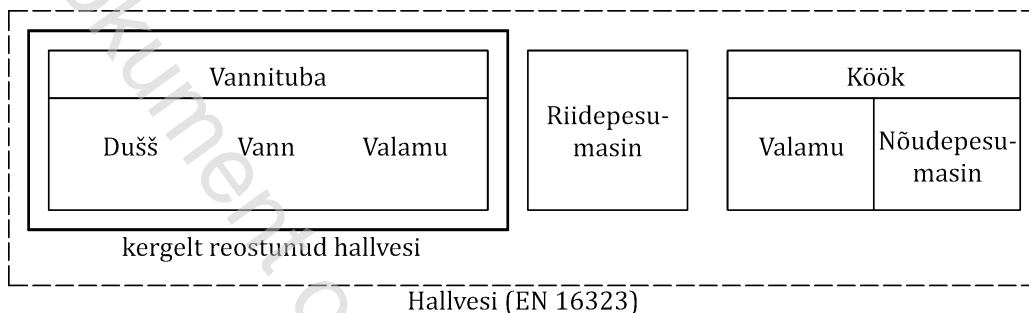 Vannituba
Dušš Vann Valamu
kergelt reostunud hallvesi
Riidepesu-
masin
Köök
Valamu
Nõudepesu-
masin
Hallvesi (EN 16323)